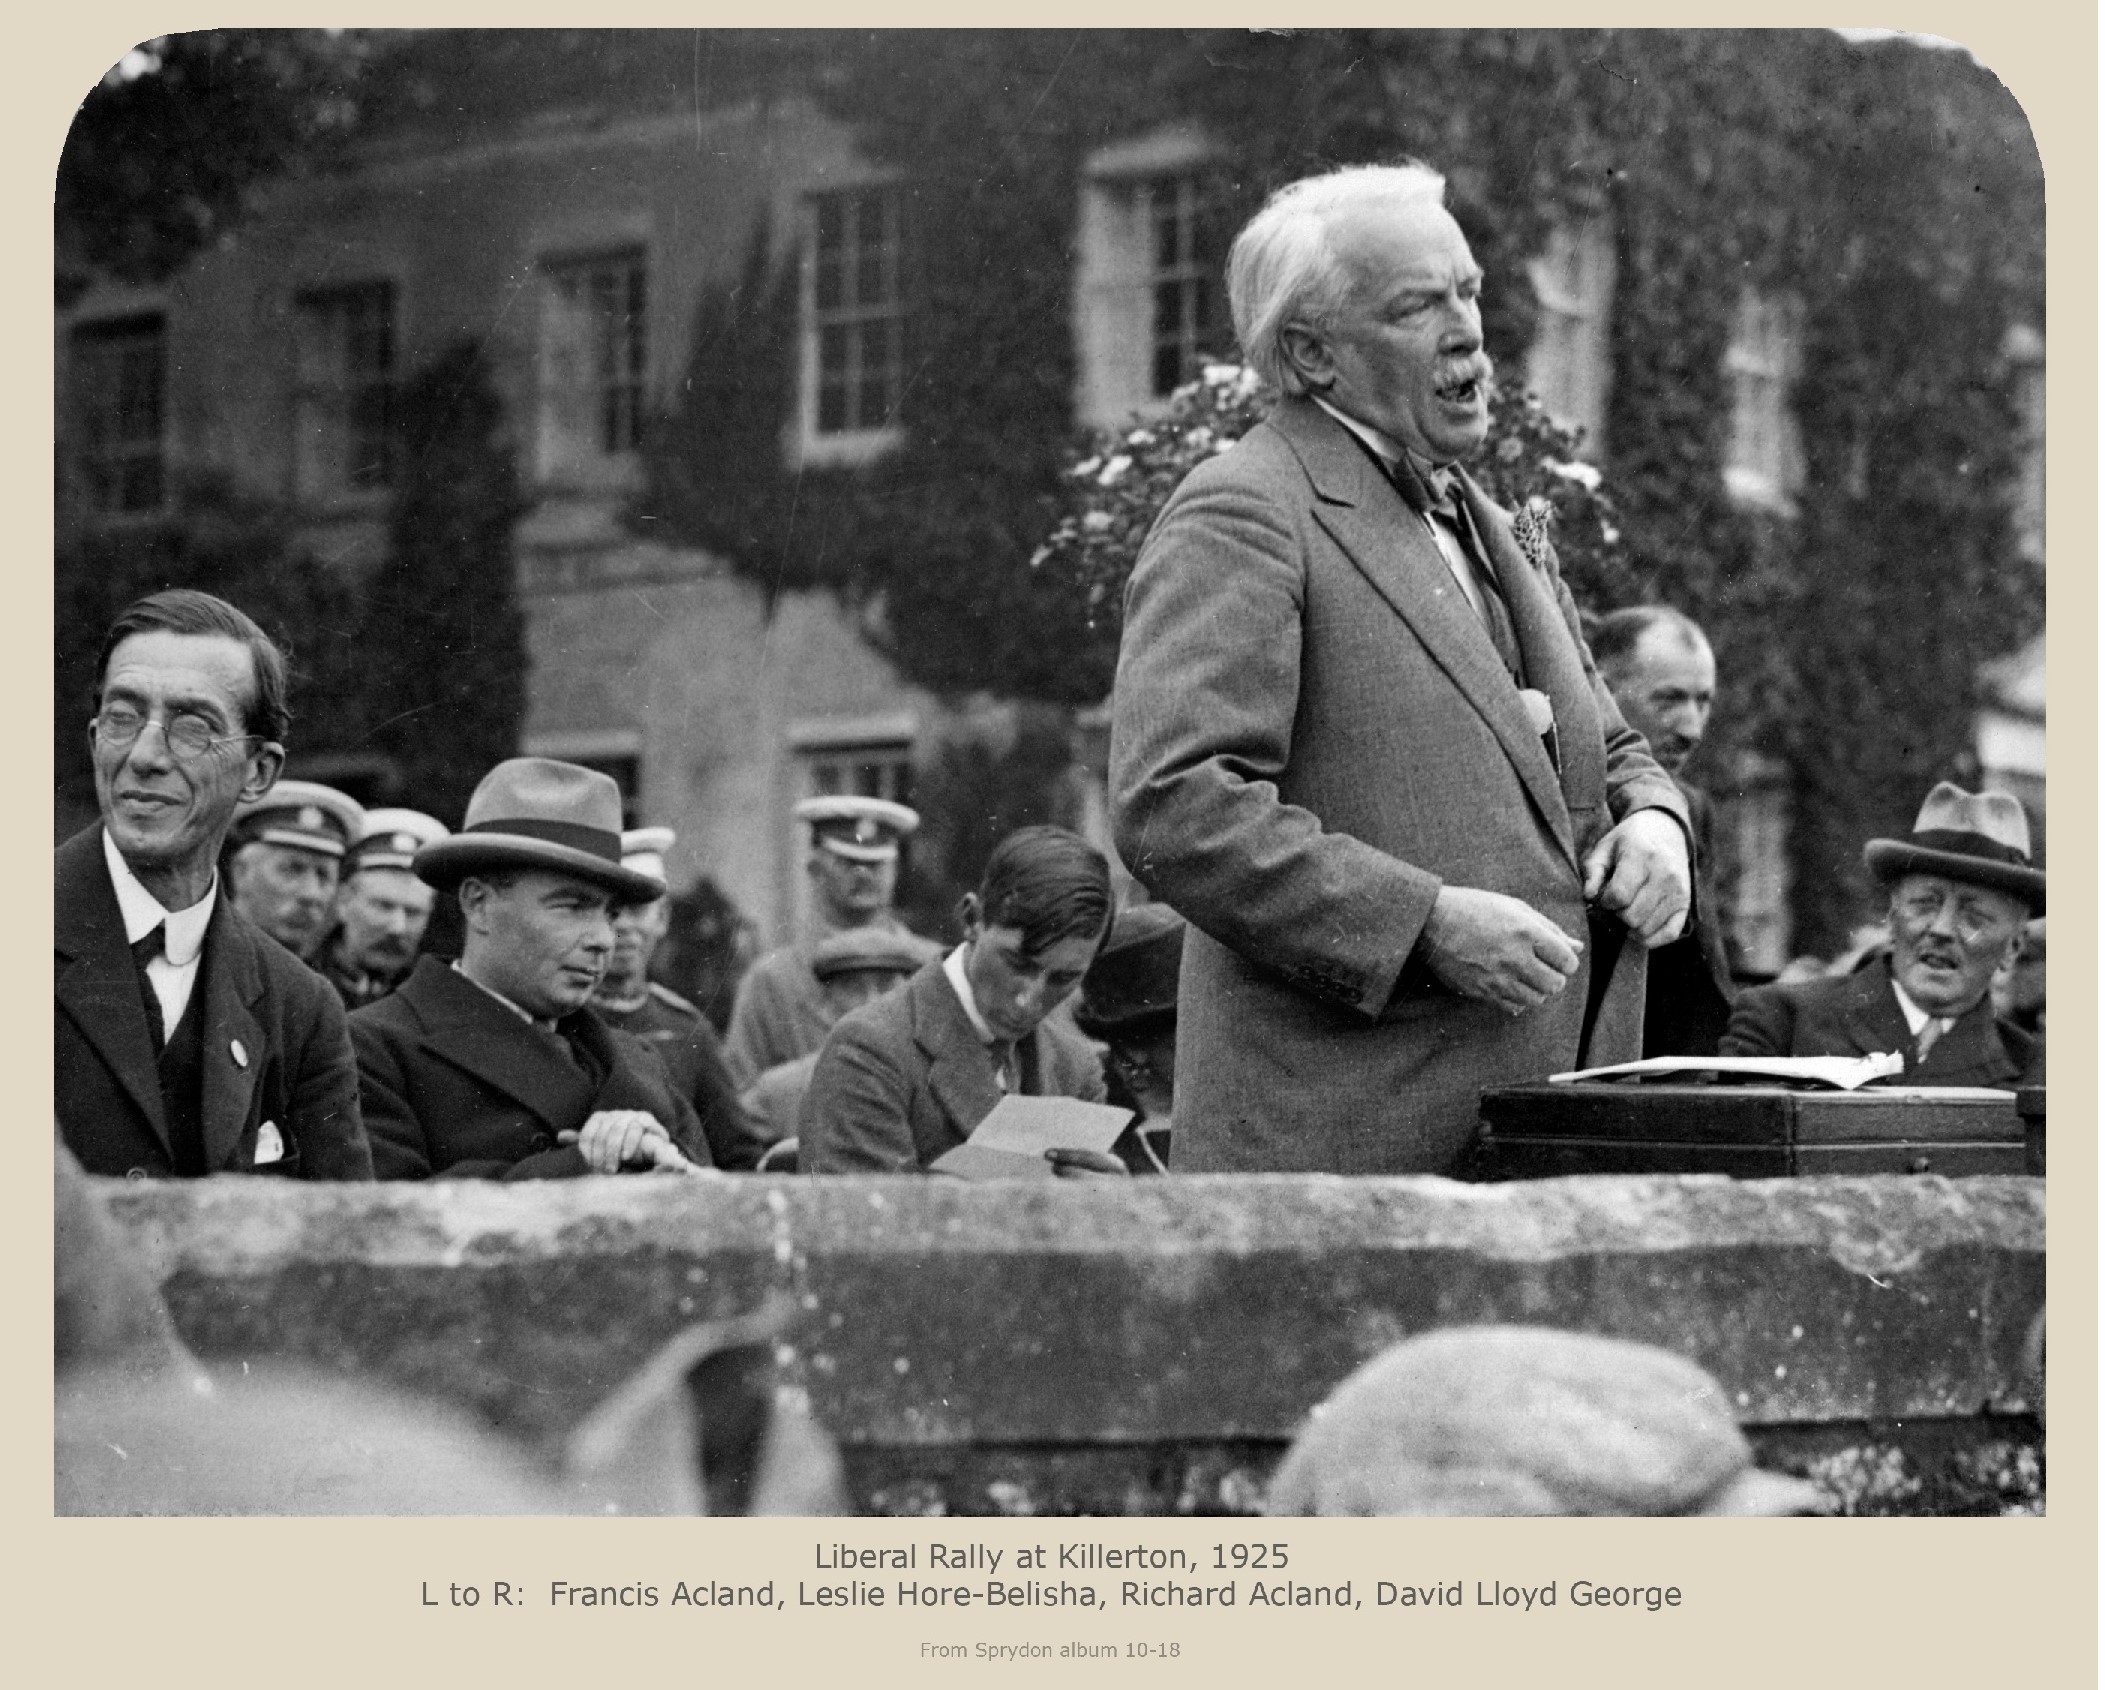 Liberal Rally at Killerton, 1925
L to R: Francis Acland, Leslie Hore-Belisha, Richard Acland, David Lloyd George
From Sprydon album 10-18